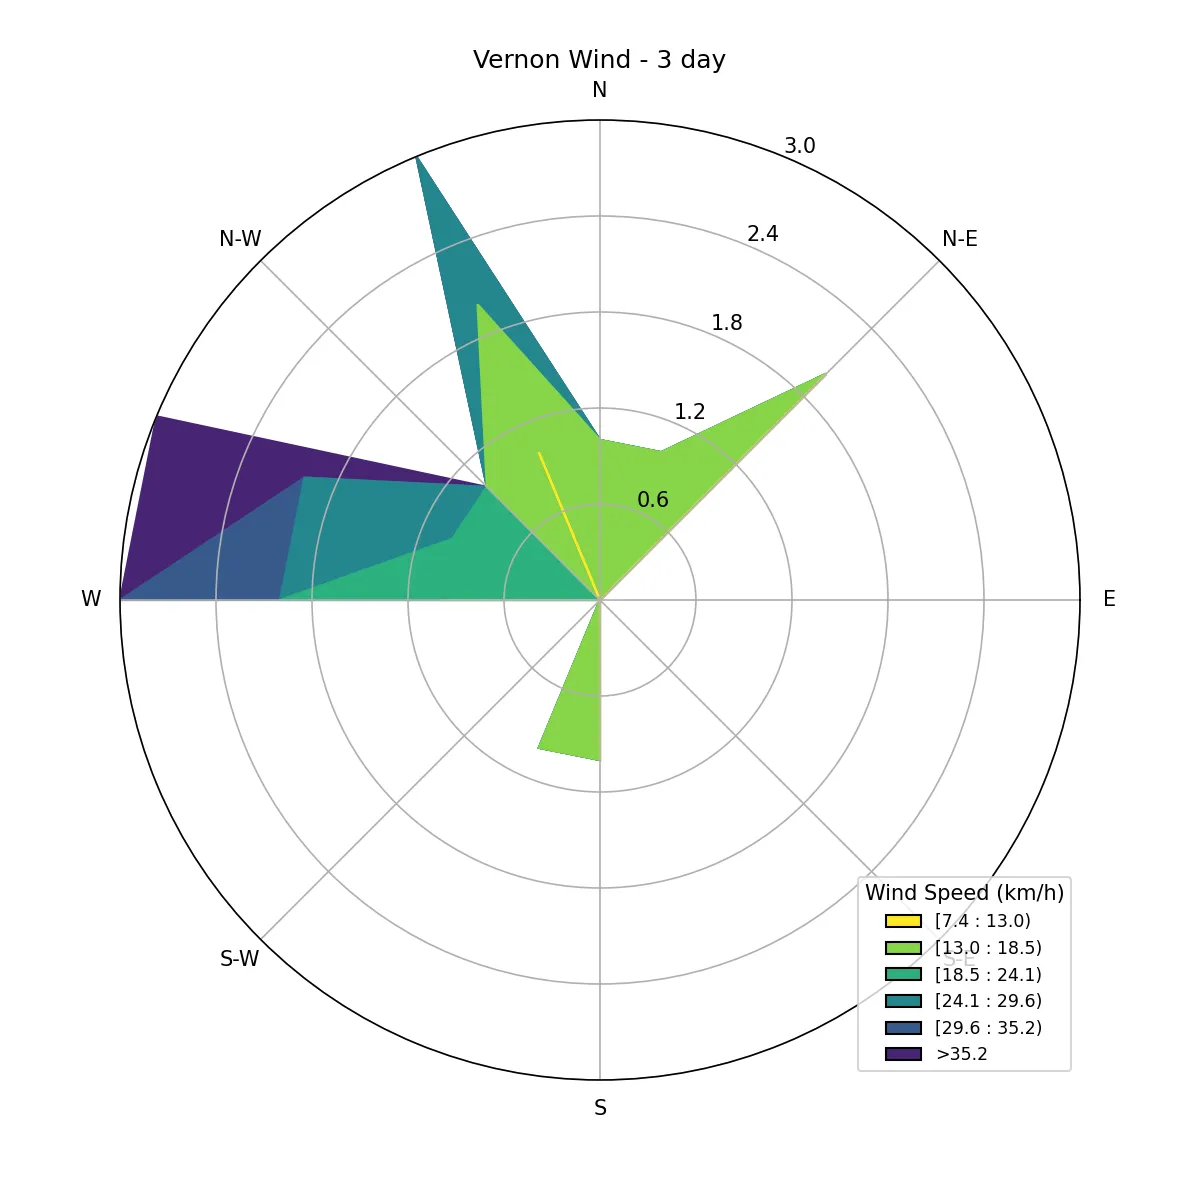 Vernon Wind - 3 day
N
3.0
2.4
N-W
N-E
1.8
1.2
0.6
W
E
Wind Speed (km/h)
[7.4 : 13.0)
[13.0 : 18.5)
S-W
S-E
[18.5 : 24.1)
[24.1 : 29.6)
[29.6 : 35.2)
>35.2
S